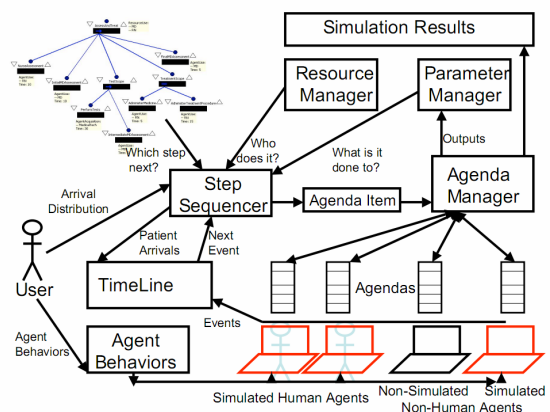 Simulation Results
Resource
Manager
Parameter
Manager
Which step
next?
Who
does it?
What is it
done to?
Outputs
Arrival
Distribution
Step
Sequencer
Agenda Item
Agenda
Manager
Patient
Arrivals
Next
Event
User
TimeLine
Agendas
Events
Agent
Behaviors
Agent
Behaviors
Simulated Human Agents
Non-Simulated
Simulated
Non-Human Agents